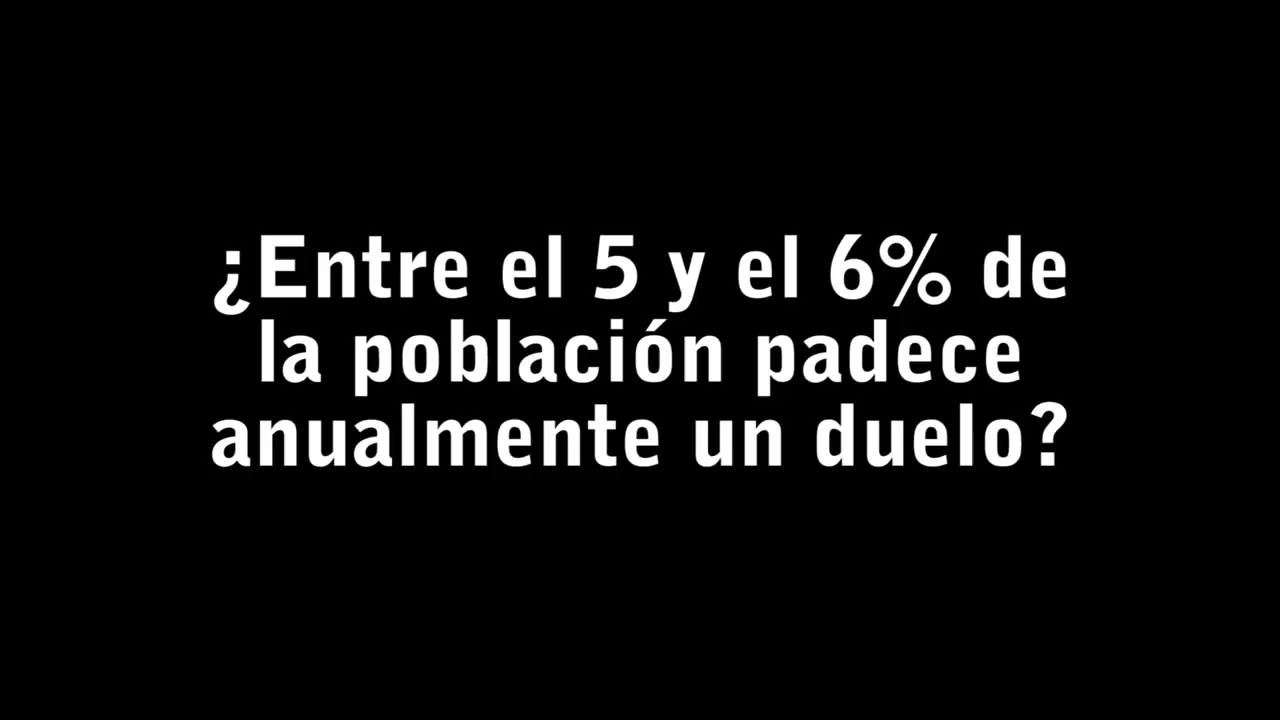 ¿Entre el 5 y el 6% de
la población padece
anualmente un duelo?